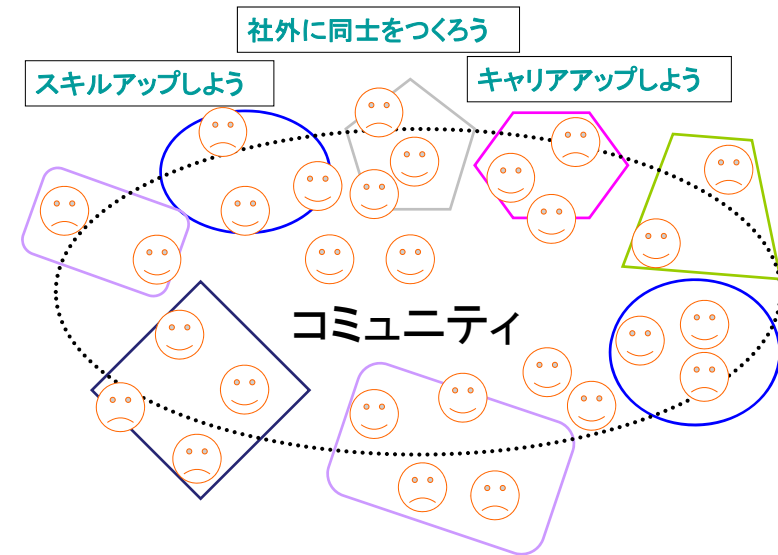 社外に同士をつくろう
スキルアップしよう
キャリアアップしよう
コミュニティ